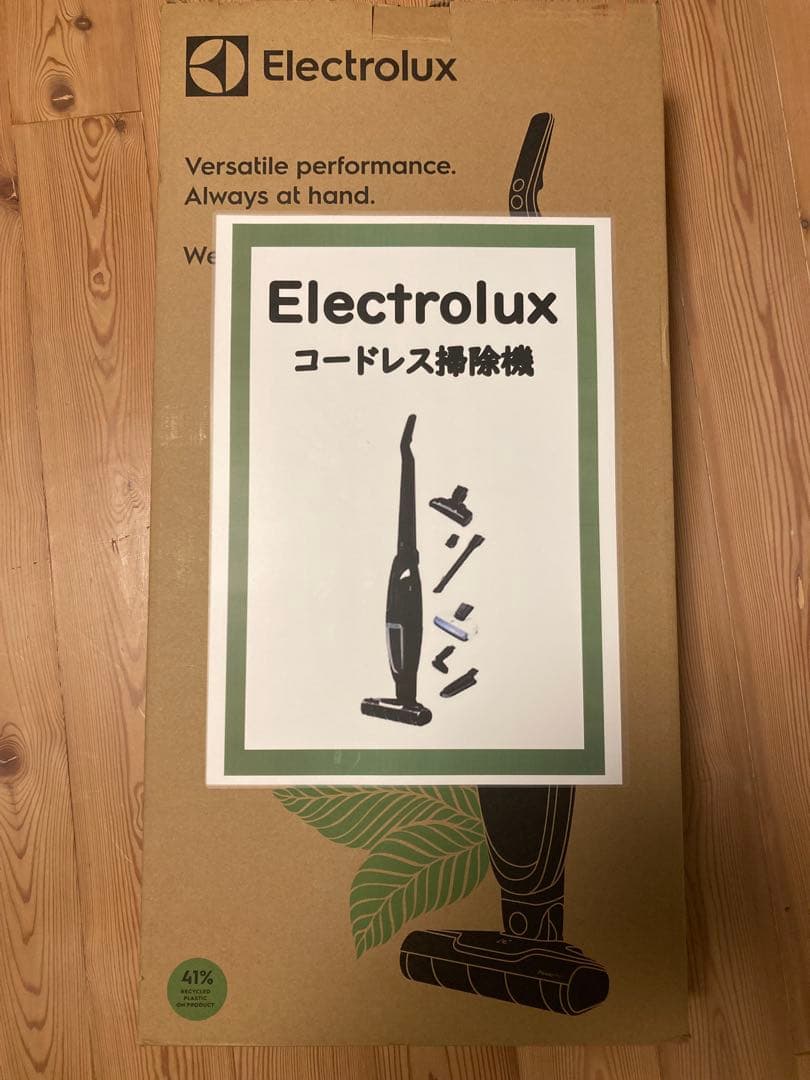 Electrolux
Versatile performance.
Always at hand.
We
Electrolux
コードレス掃除機
41%
RECYCLED
PLASTIC
ON PRODUCT